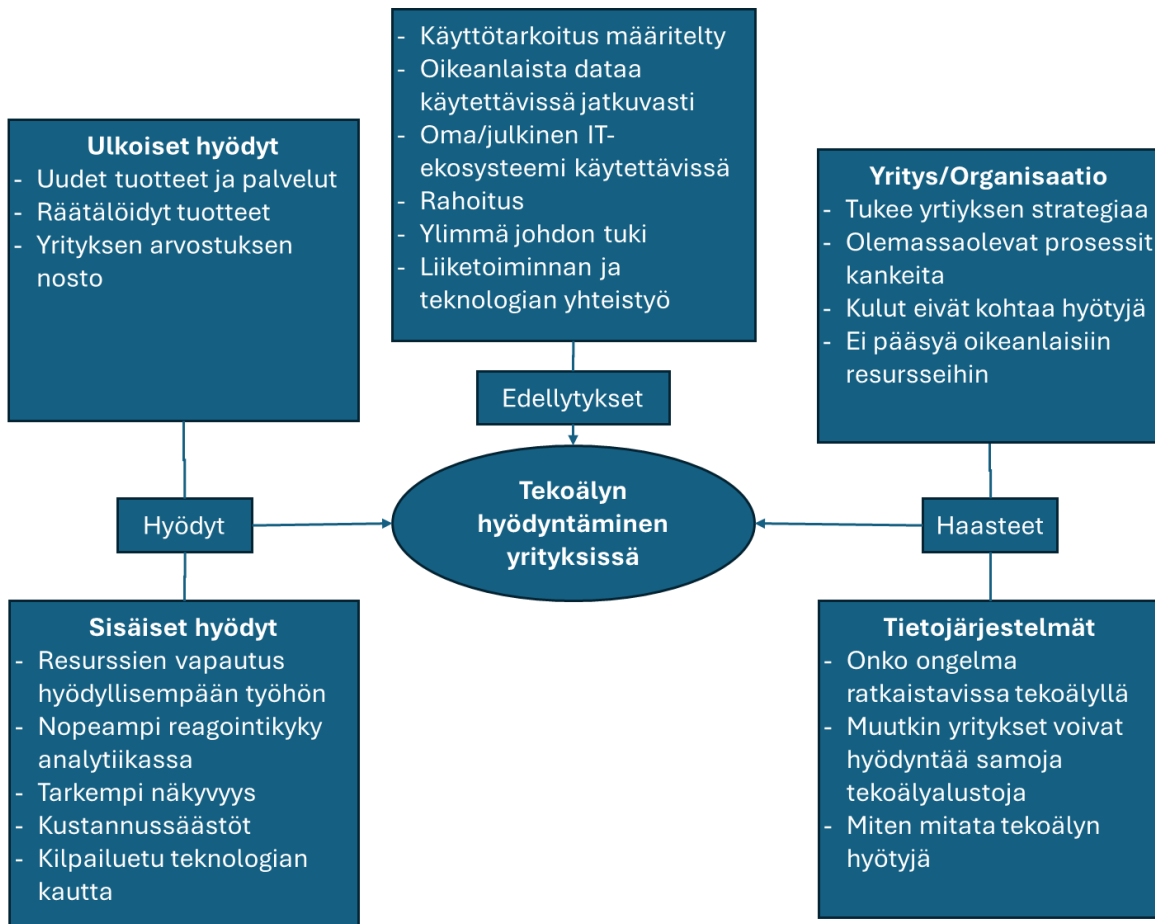 - Käyttötarkoitus määritelty
- Oikeanlaista dataa
käytettävissä jatkuvasti
- Oma/julkinen IT-
ekosysteemi käytettävissä
- Rahoitus
- Ylimmä johdon tuki
- Liiketoiminnan ja
teknologian yhteistyö
Ulkoiset hyödyt
- Uudet tuotteet ja palvelut
- Räätälöidyt tuotteet
- Yrityksen arvostuksen
nosto
Yritys/Organisaatio
- Tukee yrtiyksen strategiaa
- Olemassaolevat prosessit
kankeita
- Kulut eivät kohtaa hyötyjä
- Ei pääsyä oikeanlaisiin
resursseihin
Edellytykset
Hyödyt
Tekoälyn
hyödyntäminen
yrityksissä
Haasteet
Sisäiset hyödyt
- Resurssien vapautus
hyödyllisempään työhön
- Nopeampi reagointikyky
analytiikassa
- Tarkempi näkyvyys
- Kustannussäästöt
- Kilpailuetu teknologian
kautta
Tietojärjestelmät
- Onko ongelma
ratkaistavissa tekoälyllä
- Muutkin yritykset voivat
hyödyntää samoja
tekoälyalustoja
- Miten mitata tekoälyn
hyötyjä